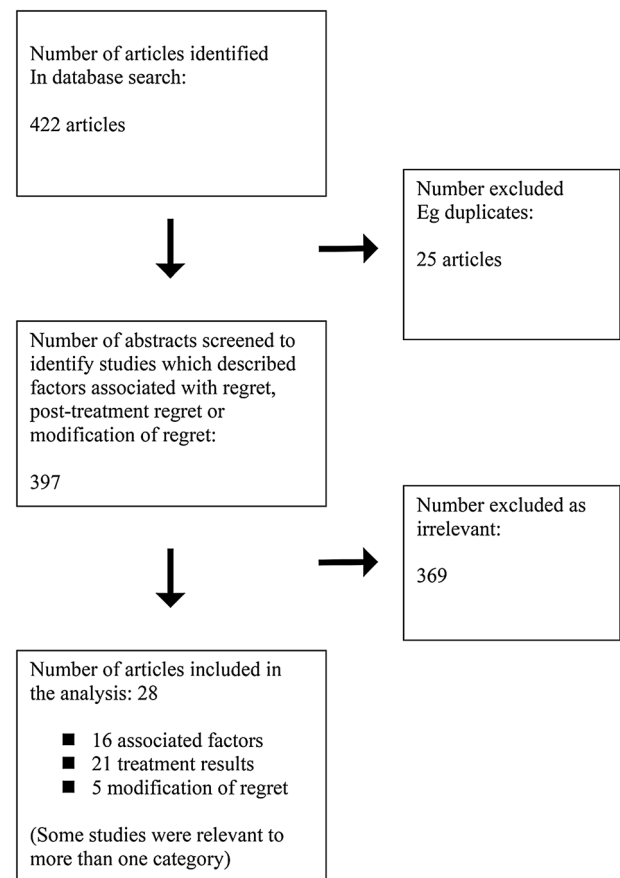 Number of articles identified
In database search:
422 articles
Number excluded
Eg duplicates:
25 articles
Number of abstracts screened to
identify studies which described
factors associated with regret,
post-treatment regret or
modification of regret:
397
Number excluded as
irrelevant:
369
Number of articles included in
the analysis: 28
■ 16 associated factors
■ 21 treatment results
■ 5 modification of regret
(Some studies were relevant to
more than one category)